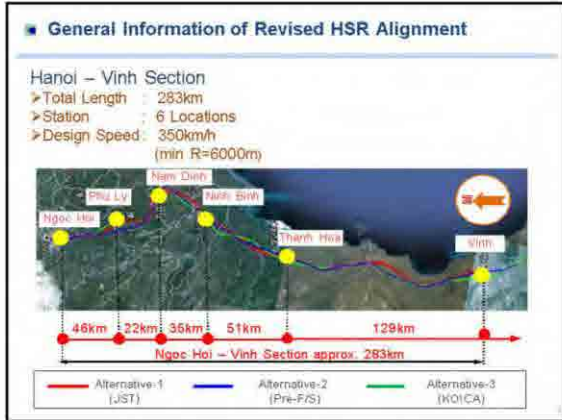 General Information of Revised HSR Alignment
Hanoi – Vinh Section
➢Total Length : 283km
➢Station : 6 Locations
➢Design Speed : 350km/h
(min R=6000m)
Nam Dinh
Phu Ly
Ninh Binh
Ngoc Hoi
Thanh Hoa
Vinh
46km
22km
35km
51km
129km
Ngoc Hoi – Vinh Section approx. 283km
Alternative-1
(JST)
Alternative-2
(Pre-F/S)
Alternative-3
(KOICA)